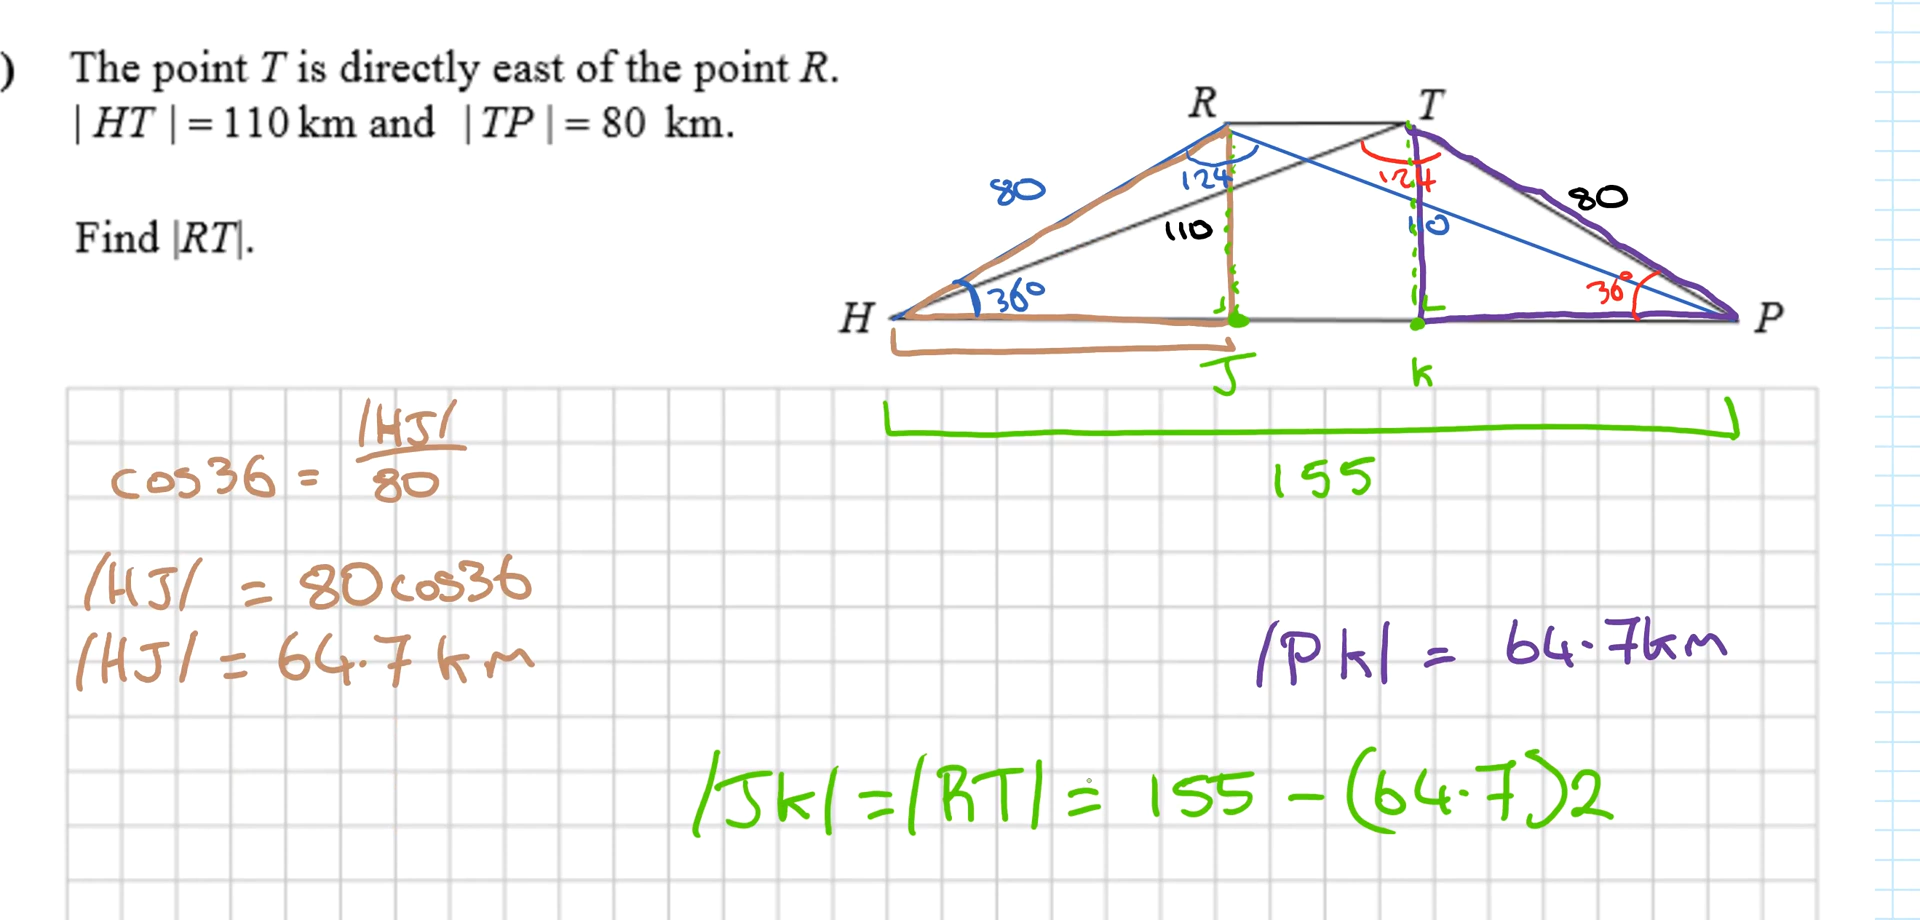 ) The point T is directly east of the point R.
| HT | = 110 km and | TP | = 80 km.
Find |RT|.
R T
80 124 124 80
110 110
H 36° 36° P
J K
155
cos36 = |HJ| / 80
|HJ| = 80cos36
|HJ| = 64.7 km
|PK| = 64.7km
|JK| = |RT| = 155 - (64.7)2